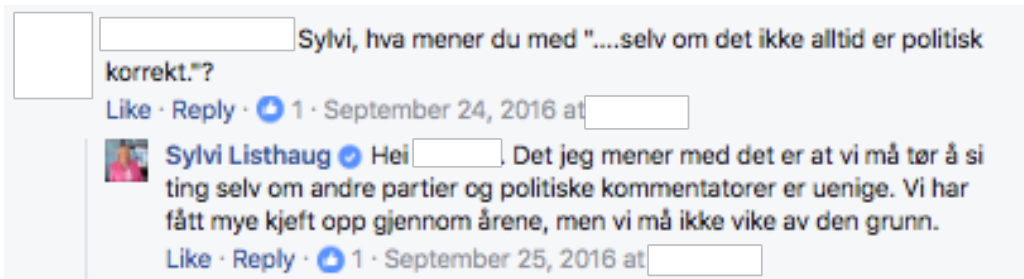 Sylvi, hva mener du med "....selv om det ikke alltid er politisk
korrekt."?
Like · Reply · 1 · September 24, 2016 at
Sylvi Listhaug Hei . Det jeg mener med det er at vi må tør å si
ting selv om andre partier og politiske kommentatorer er uenige. Vi har
fått mye kjeft opp gjennom årene, men vi må ikke vike av den grunn.
Like · Reply · 1 · September 25, 2016 at